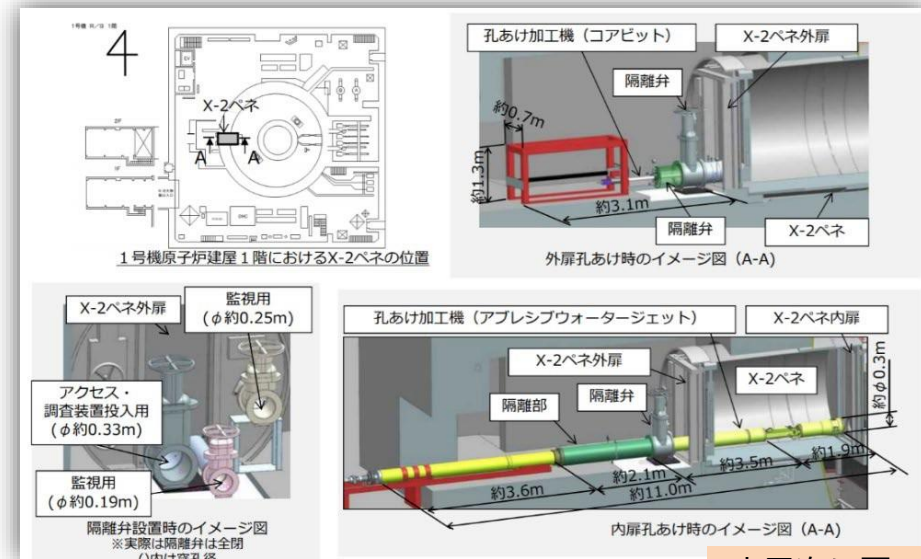 1号機 R/B 1階
X-2ペネ
A
A
1号機原子炉建屋1階におけるX-2ペネの位置
孔あけ加工機（コアビット）
X-2ペネ外扉
隔離弁
約0.7m
約1.3m
約3.1m
隔離弁
X-2ペネ
外扉孔あけ時のイメージ図（A-A）
X-2ペネ外扉
監視用
（φ約0.25m）
アクセス・
調査装置投入用
（φ約0.33m）
監視用
（φ約0.19m）
隔離弁設置時のイメージ図
※実際は隔離弁は全閉
孔あけ加工機（アブレシブウォータージェット）
X-2ペネ内扉
X-2ペネ外扉
隔離弁
X-2ペネ
隔離部
約φ0.3m
約3.6m
約2.1m
約3.5m
約1.9m
約11.0m
内扉孔あけ時のイメージ図（A-A）